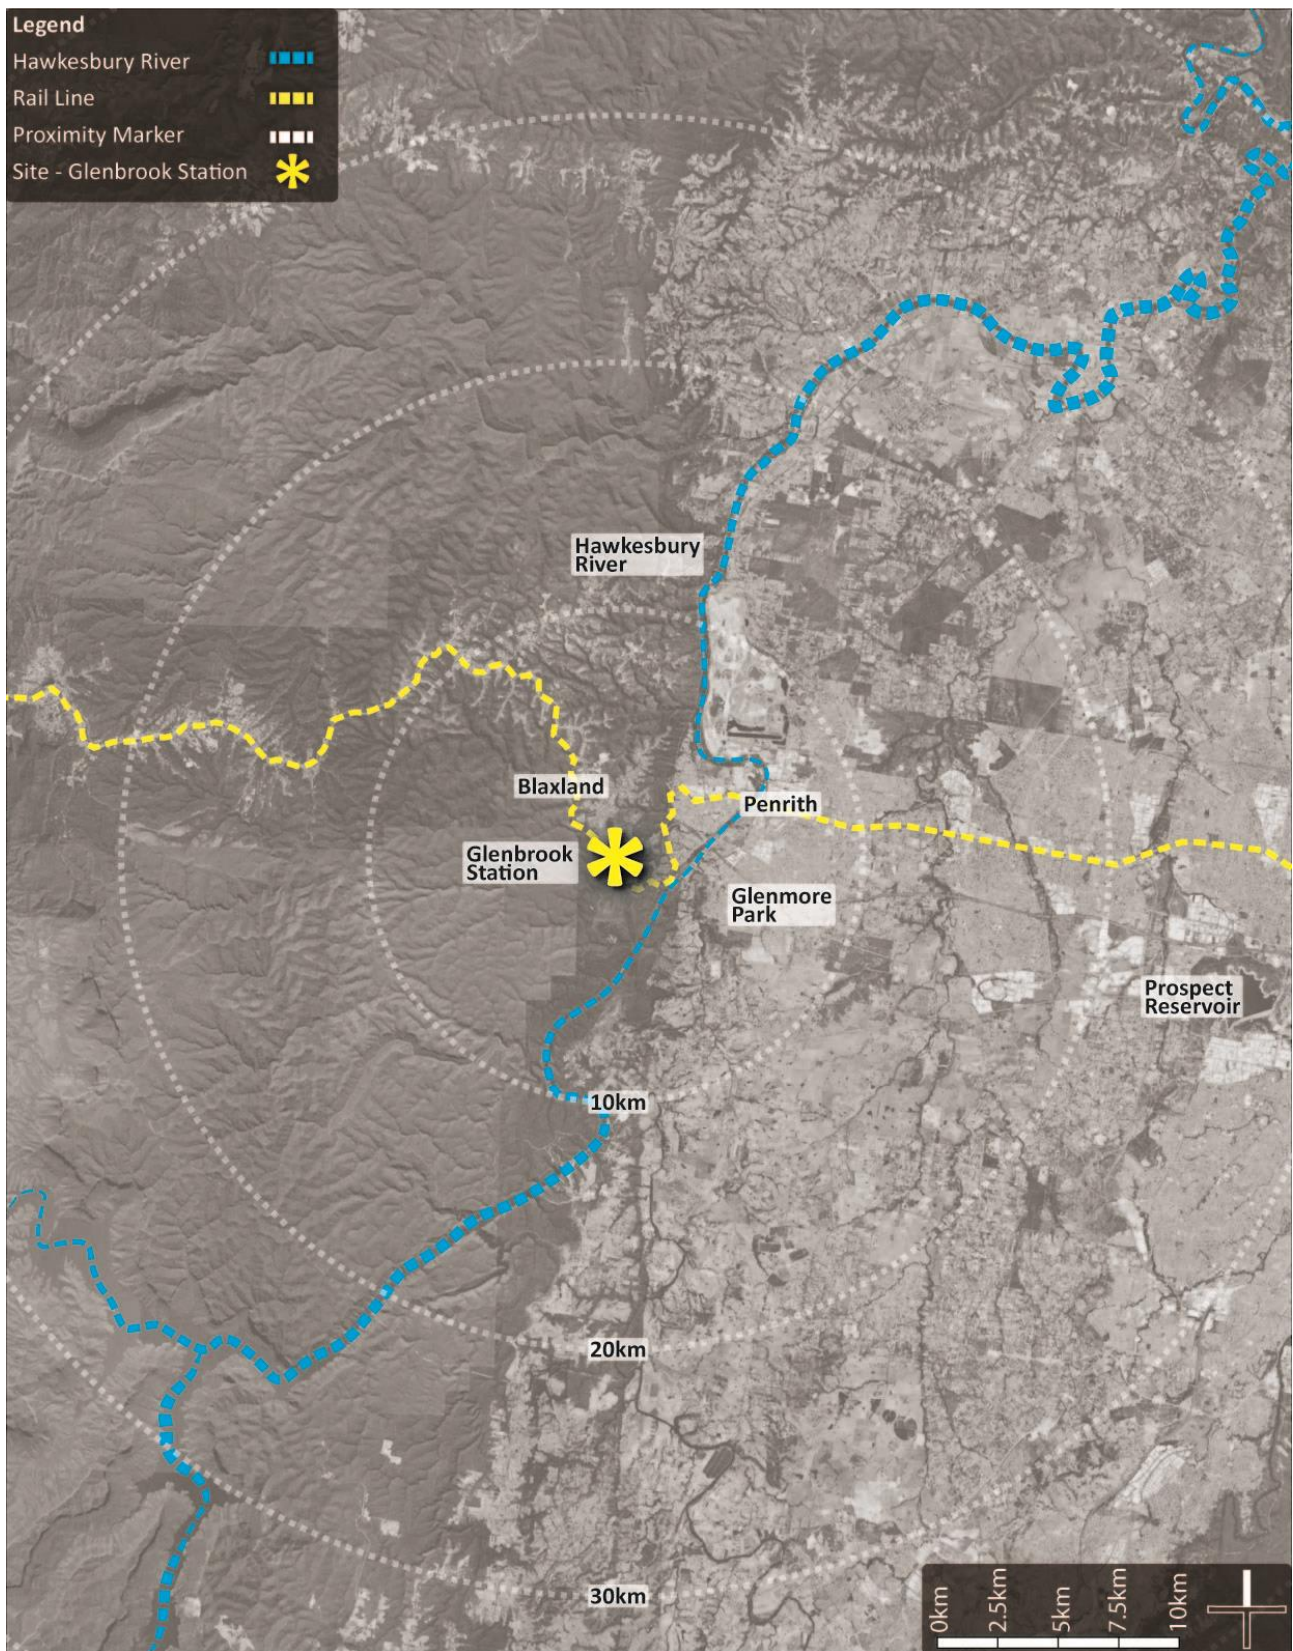 Legend
Hawkesbury River
Rail Line
Proximity Marker
Site - Glenbrook Station
Hawkesbury
River
Blaxland
Penrith
Glenbrook
Station
Glenmore
Park
Prospect
Reservoir
10km
20km
30km
0km
2.5km
5km
7.5km
10km